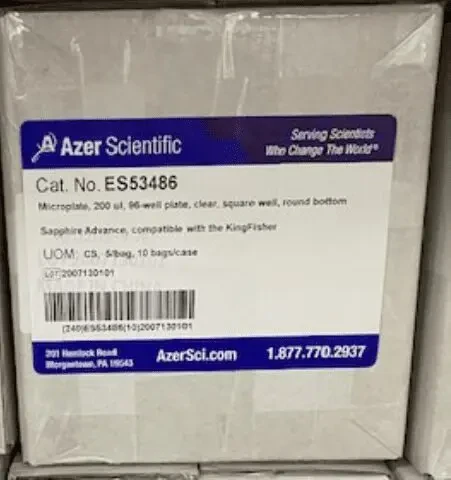 Azer Scientific
Serving Scientists
Who Change The World®
Cat. No. ES53486
Microplate, 200 ul, 96-well plate, clear, square well, round bottom
Sapphire Advance, compatible with the KingFisher
UOM: CS, 5/bag, 10 bags/case
LOT 2007130101
(240)ES53486(10)2007130101
201 Hemlock Road
Morgantown, PA 19543
AzerSci.com
1.877.770.2937